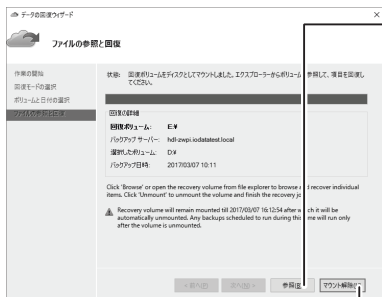 データの回復ウィザード
ファイルの参照と回復
作業の開始
回復モードの選択
ボリュームと日付の選択
ファイルの参照と回復
状態: 回復ボリュームをディスクとしてマウントしました。エクスプローラーからボリュームを参照して、項目を回復してください。
回復の詳細
回復ボリューム: E:¥
バックアップ サーバー: hdl-zwpi.iodatatest.local
選択したボリューム: D:¥
バックアップ日時: 2017/03/07 10:11
Click 'Browse' or open the recovery volume from file explorer to browse and recover individual
items. Click 'Unmount' to unmount the volume and finish the recovery
Recovery volume will remain mounted till 2017/03/07 16:12:54 after which it will be
automatically unmounted. Any backups scheduled to run during this time will run only
after the volume is unmounted.
< 前へ(P)
次へ(N) >
参照(B)
マウント解除(U)